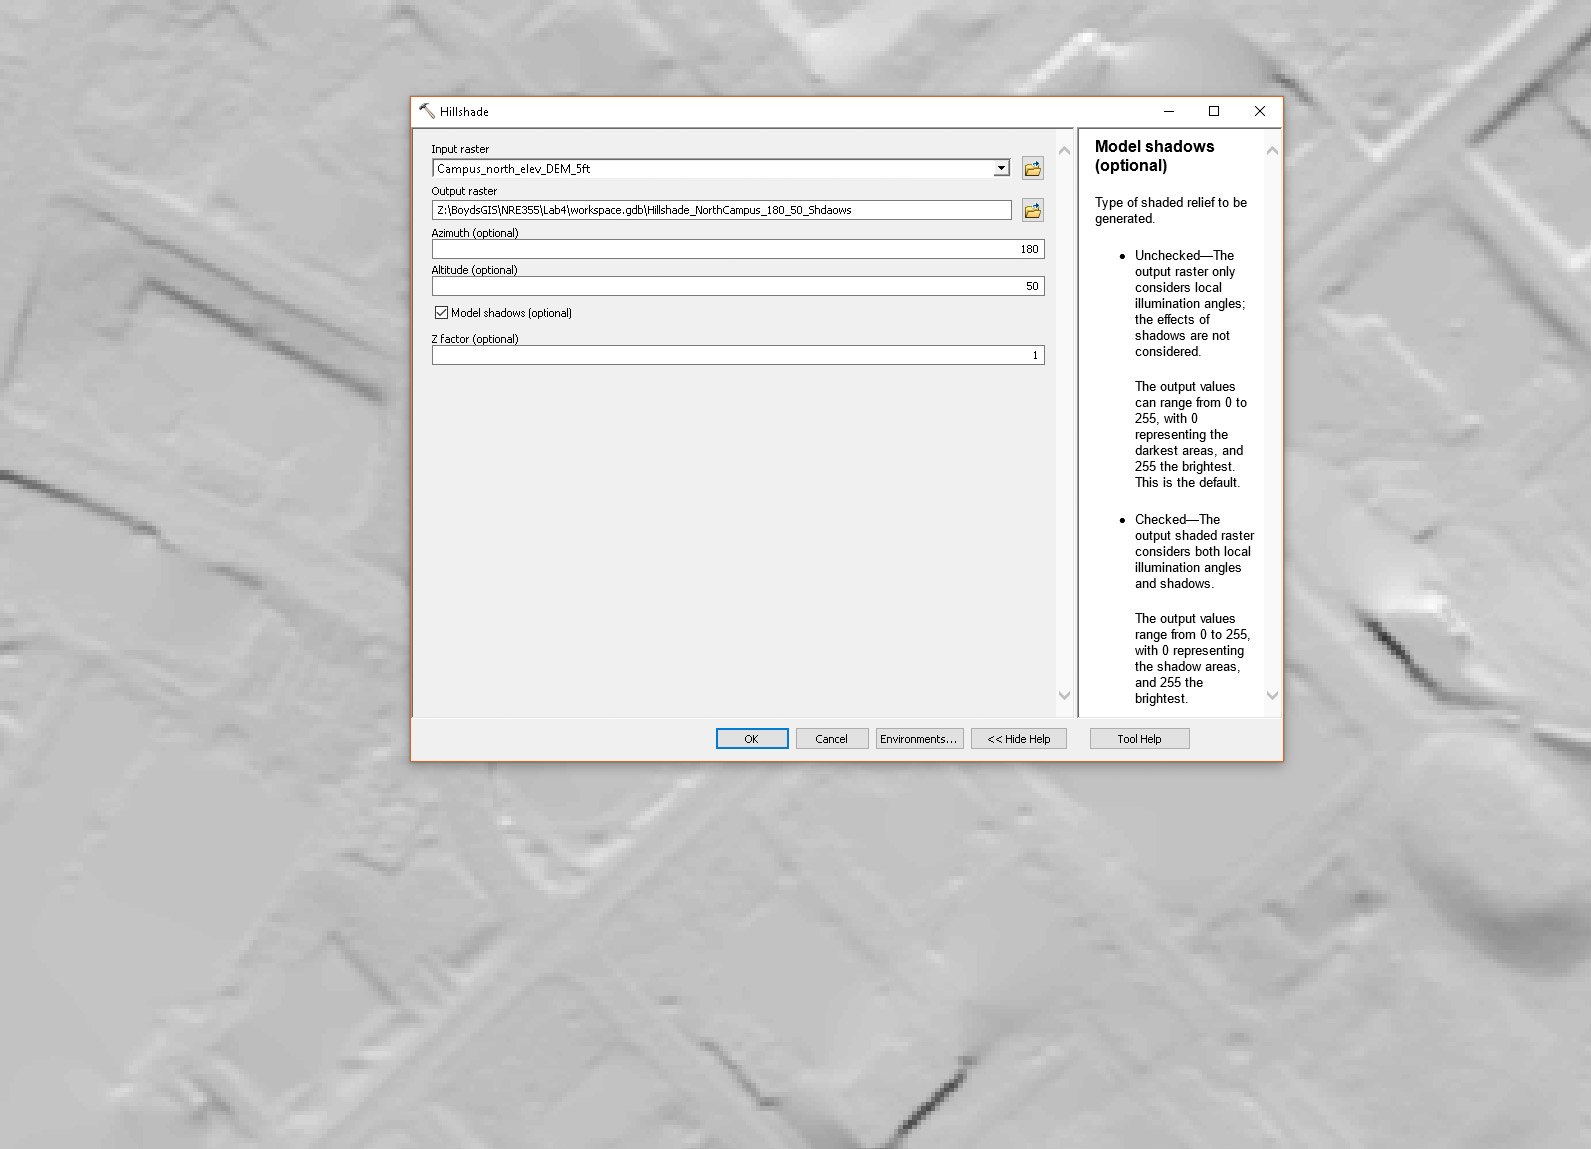 Hillshade
Input raster
Campus_north_elev_DEM_5ft
Output raster
Z:\BoydsGIS\NRE355\Lab4\workspace.gdb\Hillshade_NorthCampus_180_50_Shdaows
Azimuth (optional)
180
Altitude (optional)
50
Model shadows (optional)
Z factor (optional)
1
Model shadows
(optional)
Type of shaded relief to be
generated.
• Unchecked—The
output raster only
considers local
illumination angles;
the effects of
shadows are not
considered.
The output values
can range from 0 to
255, with 0
representing the
darkest areas, and
255 the brightest.
This is the default.
• Checked—The
output shaded raster
considers both local
illumination angles
and shadows.
The output values
range from 0 to 255,
with 0 representing
the shadow areas,
and 255 the
brightest.
OK
Cancel
Environments...
<< Hide Help
Tool Help